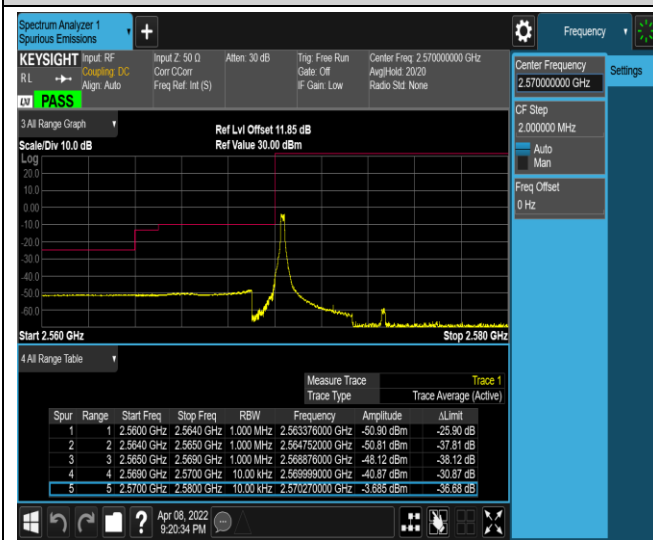 Spectrum Analyzer 1
Spurious Emissions
Frequency
KEYSIGHT
RL
LXI PASS
Input: RF
Coupling: DC
Align: Auto
Input Z: 50 Ω
Corr CCorr
Freq Ref: Int (S)
Atten: 30 dB
Trig: Free Run
Gate: Off
IF Gain: Low
Center Freq: 2.570000000 GHz
Avg|Hold: 20/20
Radio Std: None
Center Frequency
2.570000000 GHz
Settings
CF Step
2.000000 MHz
Auto
Man
Freq Offset
0 Hz
3 All Range Graph
Scale/Div 10.0 dB
Ref Lvl Offset 11.85 dB
Ref Value 30.00 dBm
Log
20.0
10.0
0.00
-10.0
-20.0
-30.0
-40.0
-50.0
-60.0
Start 2.560 GHz
Stop 2.580 GHz
4 All Range Table
Measure Trace Trace 1
Trace Type Trace Average (Active)
Spur Range Start Freq Stop Freq RBW Frequency Amplitude ΔLimit
1 1 2.5600 GHz 2.5640 GHz 1.000 MHz 2.563376000 GHz -50.90 dBm -25.90 dB
2 2 2.5640 GHz 2.5650 GHz 1.000 MHz 2.564752000 GHz -50.81 dBm -37.81 dB
3 3 2.5650 GHz 2.5690 GHz 1.000 MHz 2.568876000 GHz -48.12 dBm -38.12 dB
4 4 2.5690 GHz 2.5700 GHz 10.00 kHz 2.569999000 GHz -40.87 dBm -30.87 dB
5 5 2.5700 GHz 2.5800 GHz 10.00 kHz 2.570270000 GHz -3.685 dBm -36.68 dB
Apr 08, 2022
9:20:34 PM